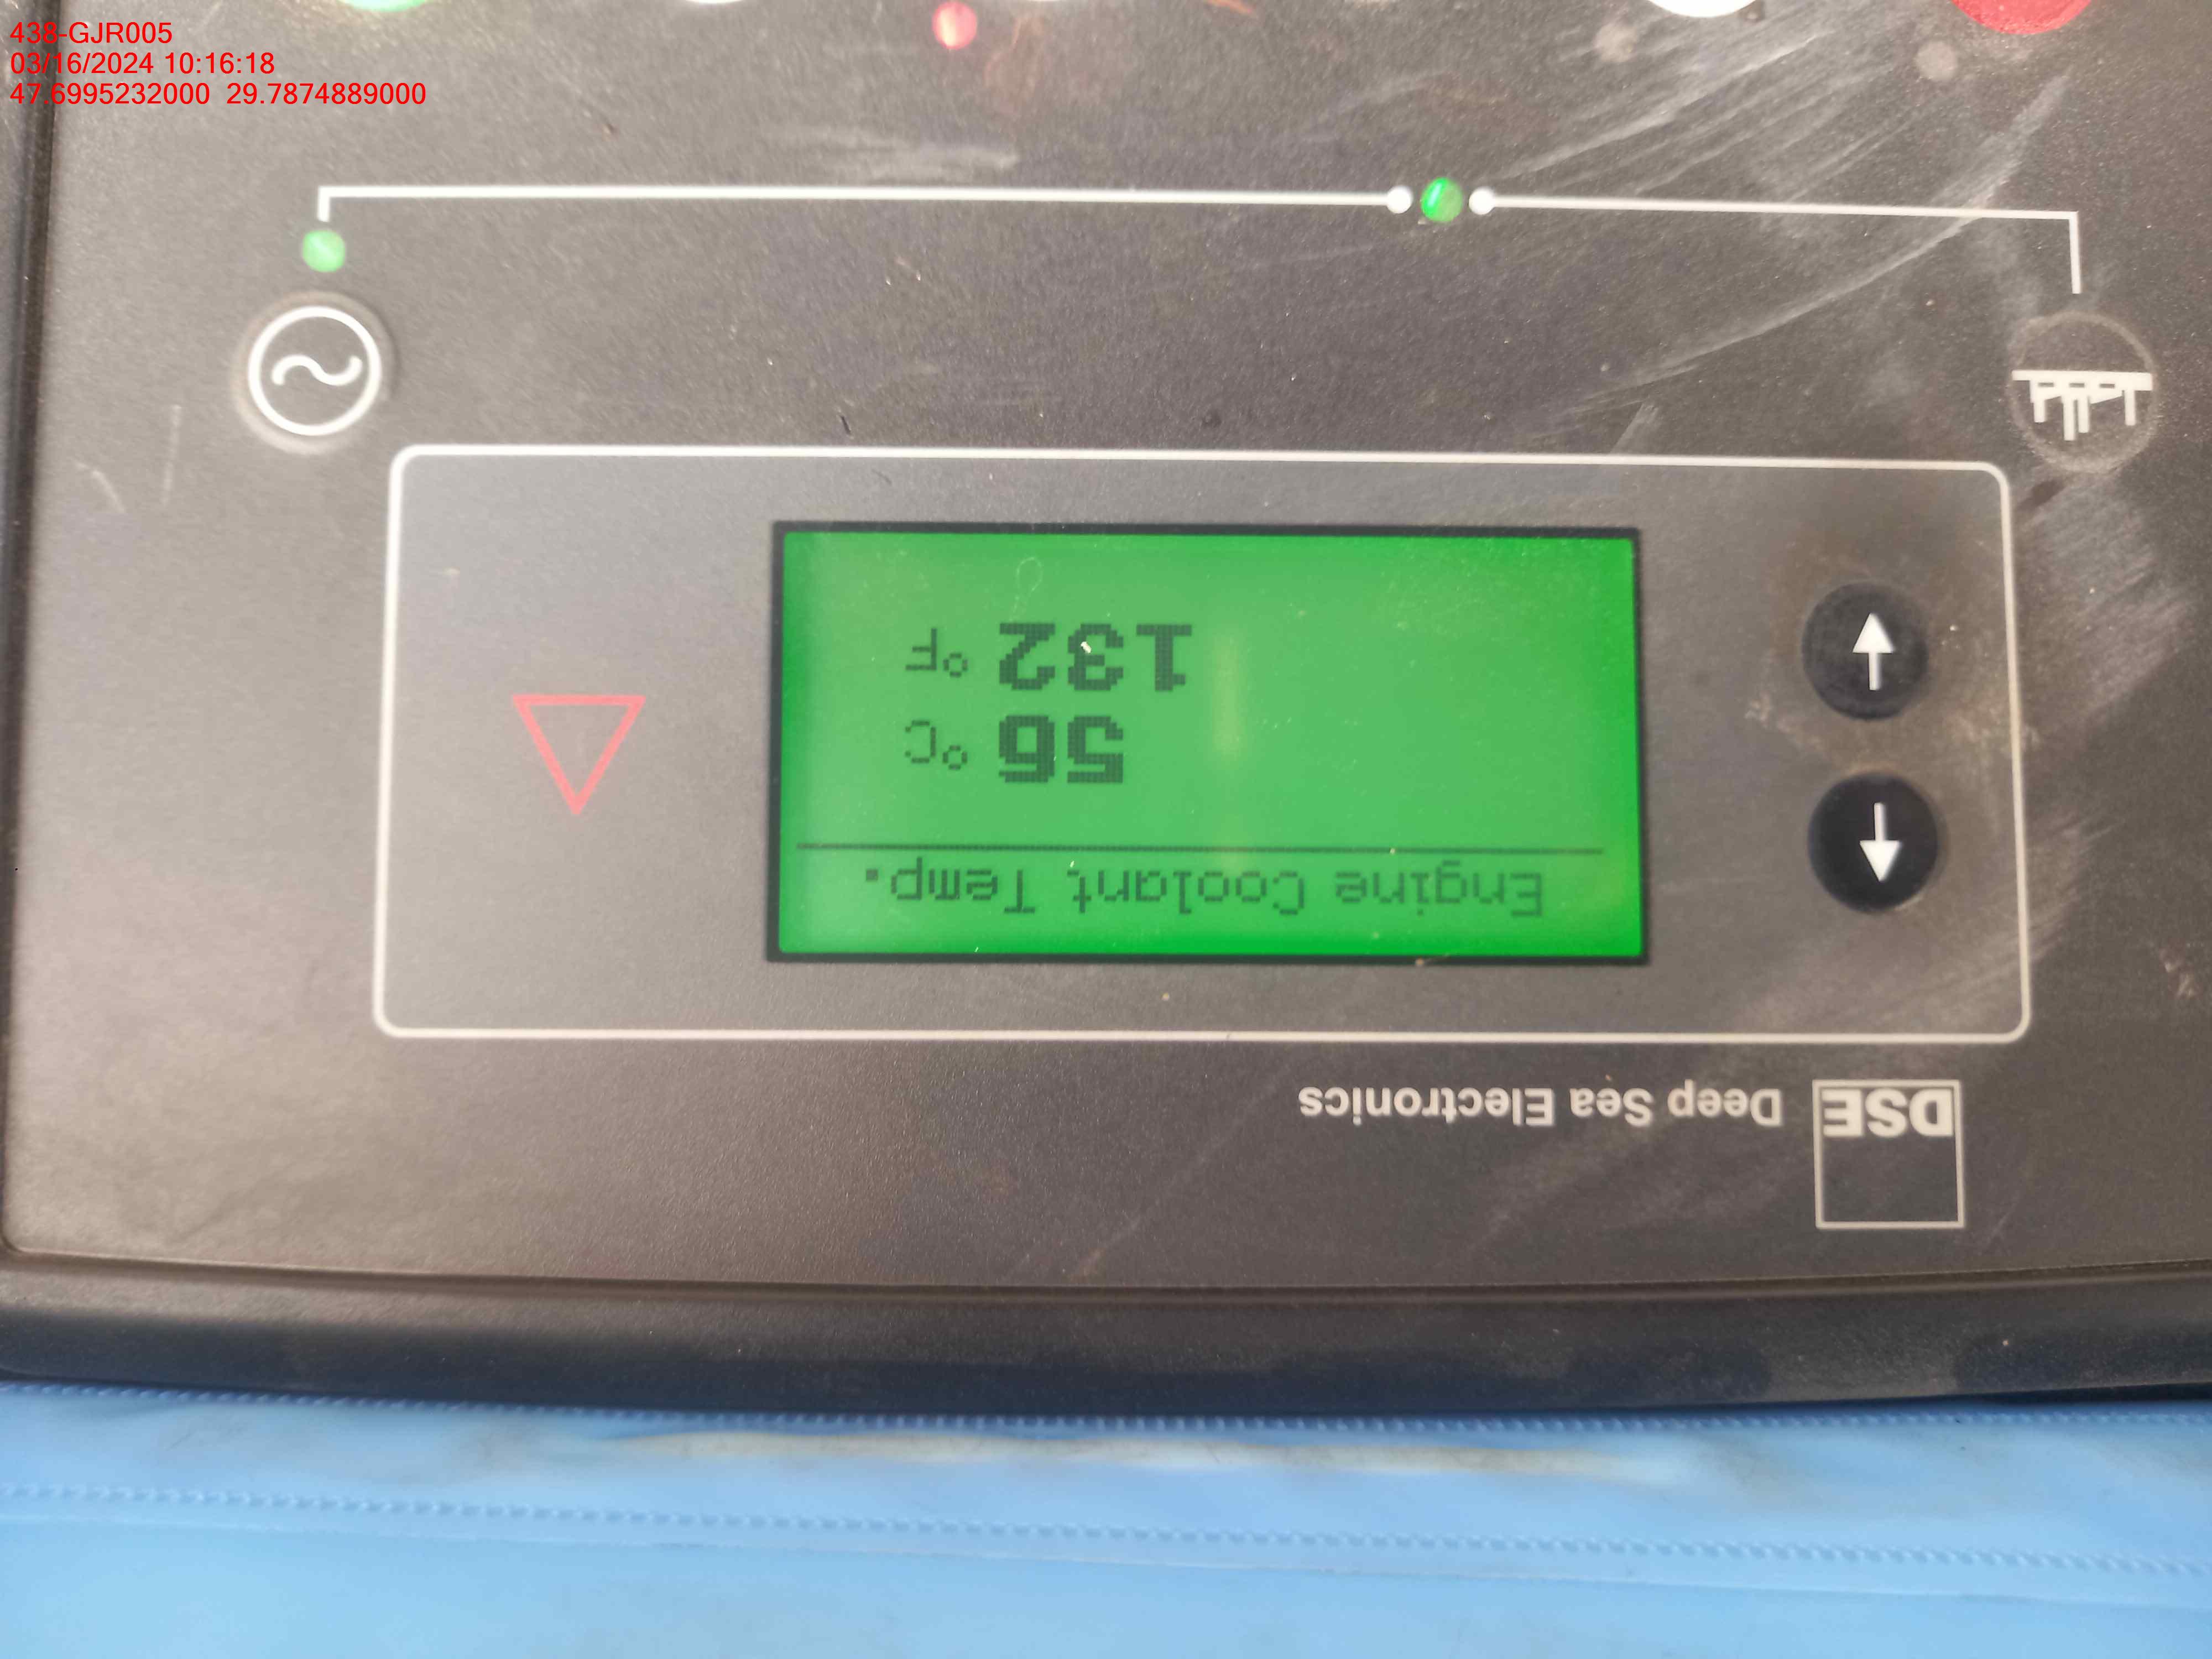 438-GJR005
03/16/2024 10:16:18
47.6995232000 29.7874889000
DSE Deep Sea Electronics
Engine Coolant Temp.
56 °C
132 °F